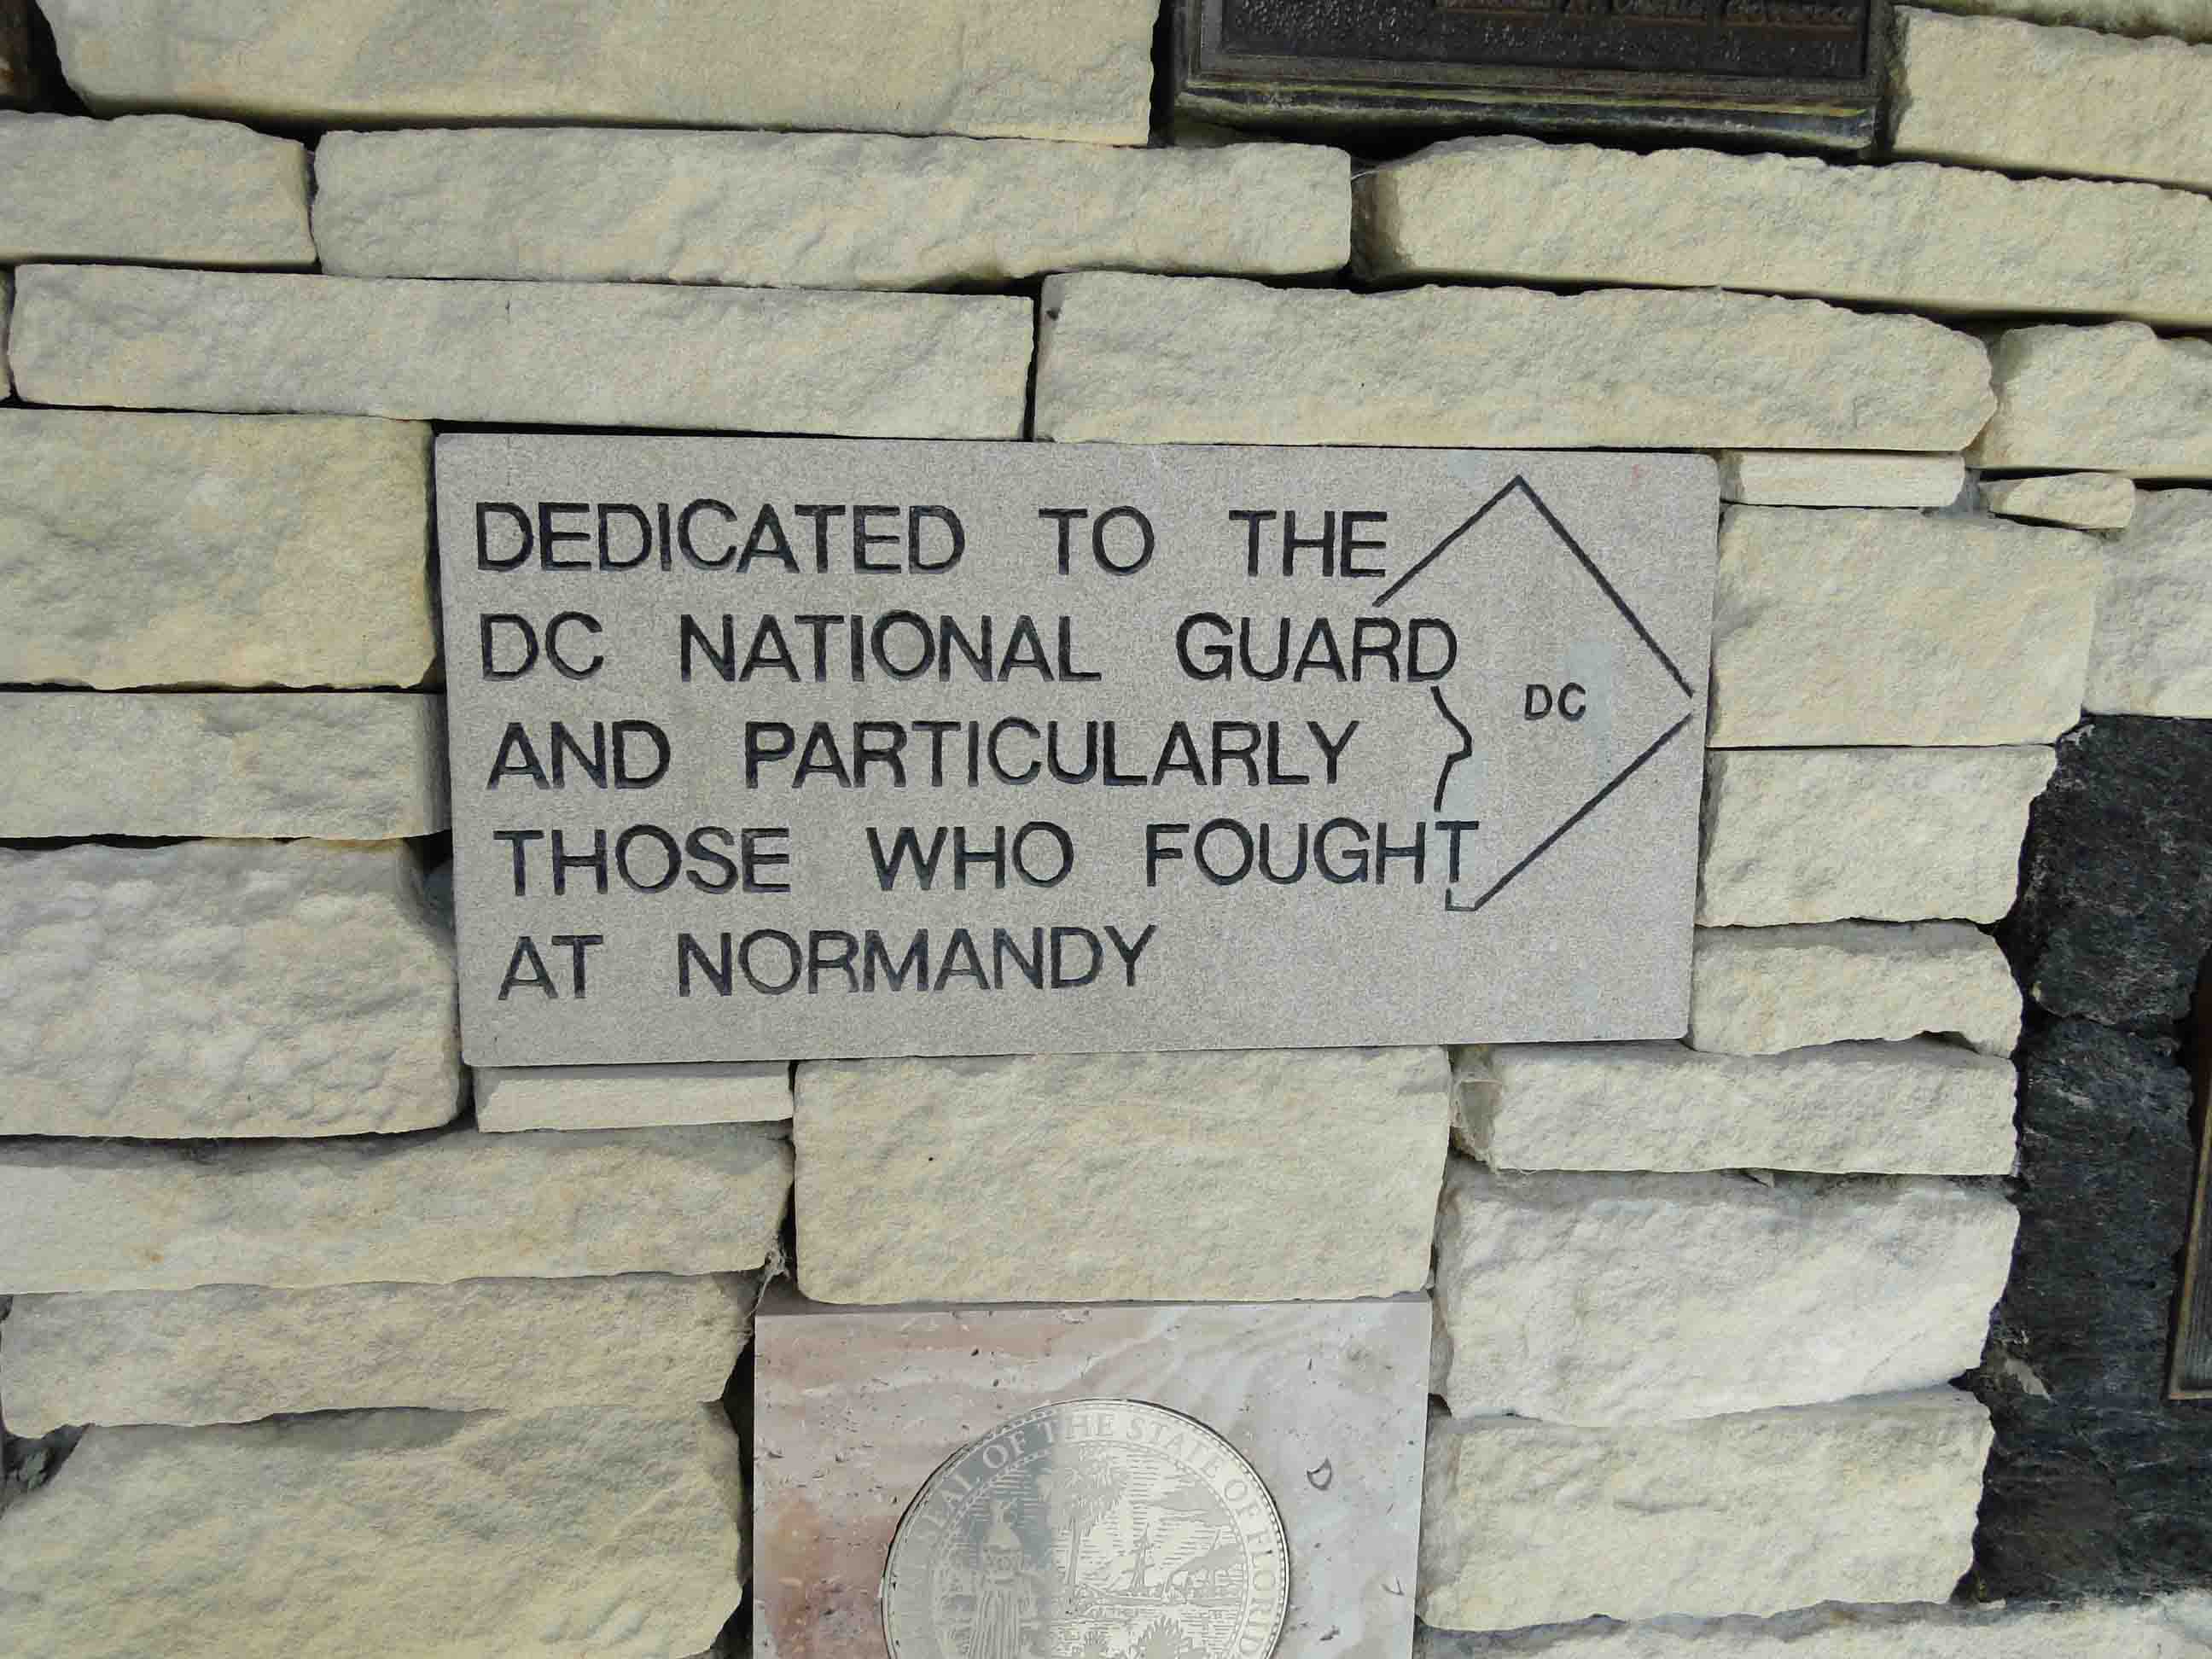 DEDICATED TO THE
DC NATIONAL GUARD
AND PARTICULARLY
THOSE WHO FOUGHT
AT NORMANDY
DC
SEAL OF THE STATE OF FLORIDA